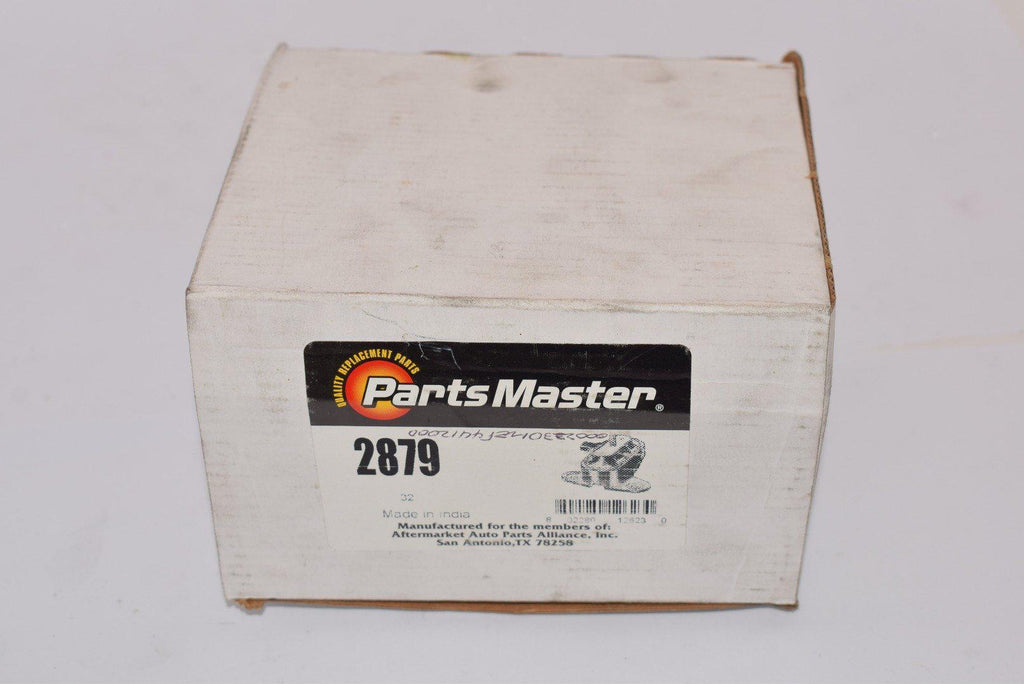 QUALITY REPLACEMENT PARTS
Parts Master®
2879
32
Made in India
Manufactured for the members of:
Aftermarket Auto Parts Alliance, Inc.
San Antonio, TX 78258